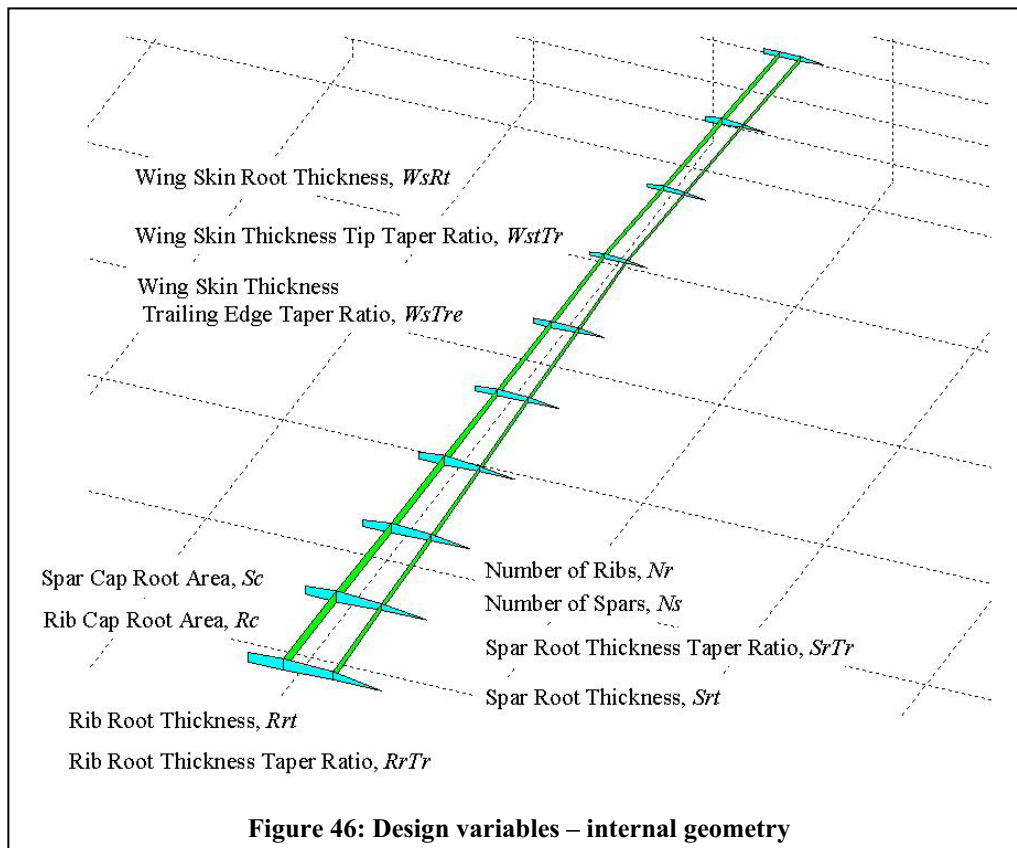 Wing Skin Root Thickness, WsRt
Wing Skin Thickness Tip Taper Ratio, WstTr
Wing Skin Thickness
Trailing Edge Taper Ratio, WsTre
Spar Cap Root Area, Sc
Rib Cap Root Area, Rc
Number of Ribs, Nr
Number of Spars, Ns
Spar Root Thickness Taper Ratio, SrTr
Spar Root Thickness, Srt
Rib Root Thickness, Rrt
Rib Root Thickness Taper Ratio, RrTr
Figure 46: Design variables – internal geometry